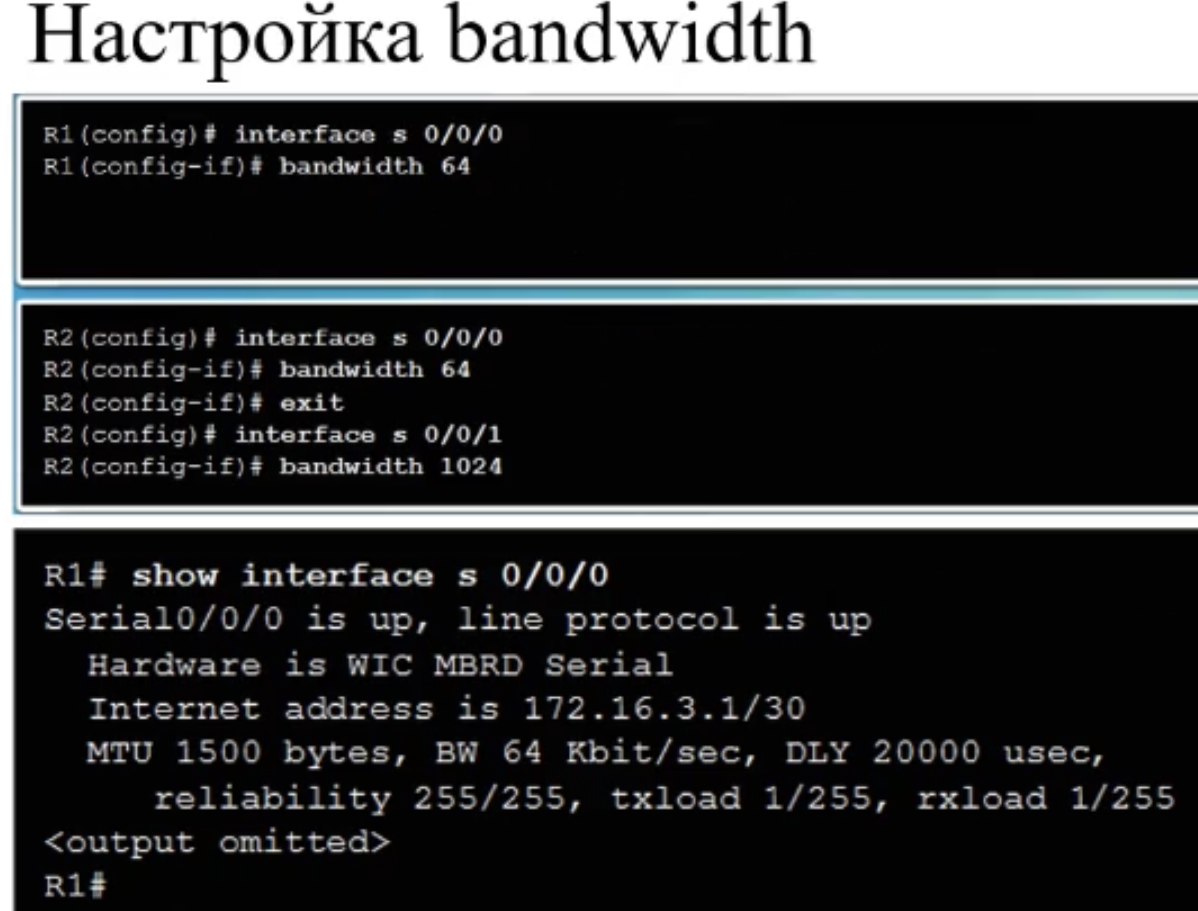 Настройка bandwidth
R1(config)# interface s 0/0/0
R1(config-if)# bandwidth 64
R2(config)# interface s 0/0/0
R2(config-if)# bandwidth 64
R2(config-if)# exit
R2(config)# interface s 0/0/1
R2(config-if)# bandwidth 1024
R1# show interface s 0/0/0
Serial0/0/0 is up, line protocol is up
Hardware is WIC MBRD Serial
Internet address is 172.16.3.1/30
MTU 1500 bytes, BW 64 Kbit/sec, DLY 20000 usec,
reliability 255/255, txload 1/255, rxload 1/255
<output omitted>
R1#